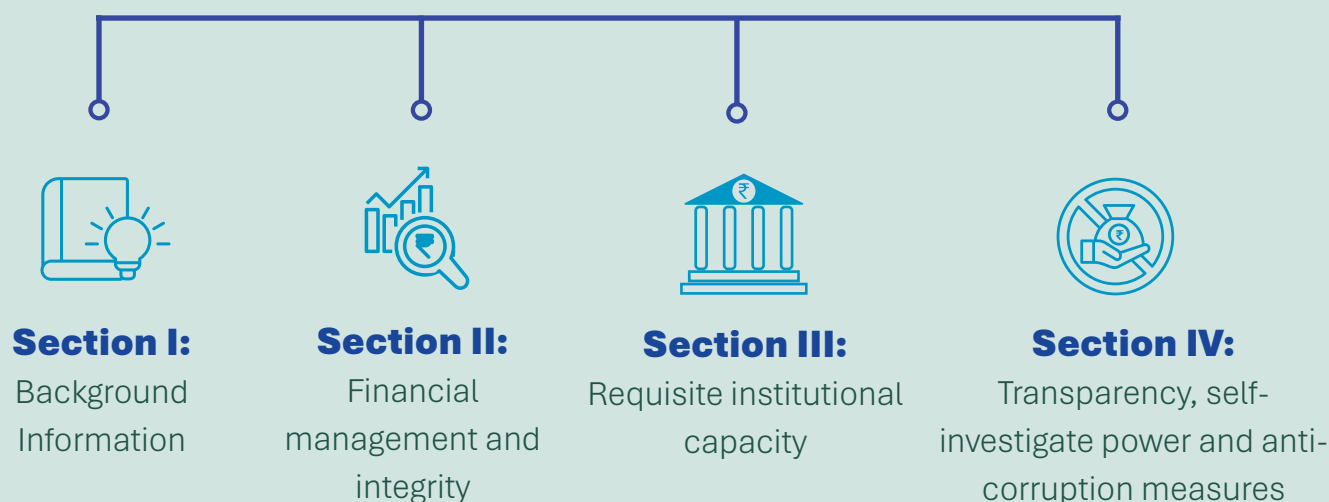 Section I:
Background
Information
Section II:
Financial
management and
integrity
Section III:
Requisite institutional
capacity
Section IV:
Transparency, self-
investigate power and anti-
corruption measures
₹
₹
₹